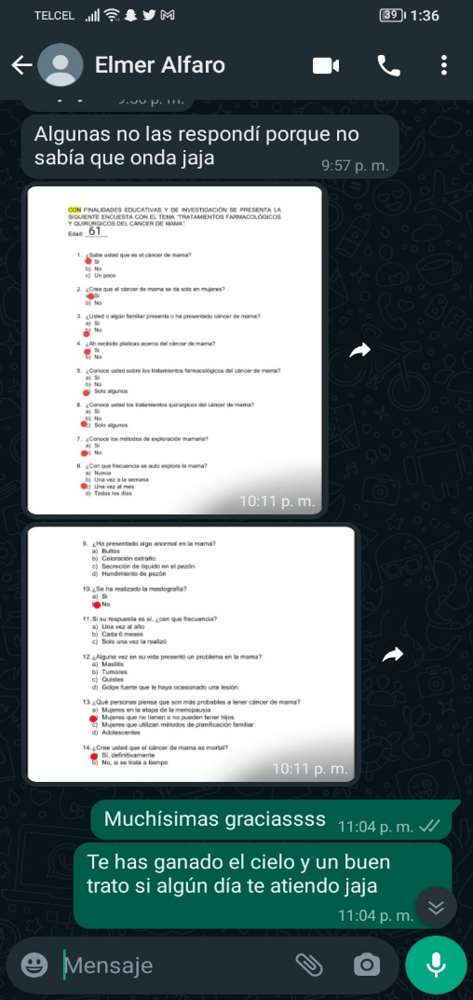 TELCEL 39 1:36
Elmer Alfaro
Algunas no las respondí porque no
sabía que onda jaja
9:57 p. m.
CON FINALIDADES EDUCATIVAS Y DE INVESTIGACIÓN SE PRESENTA LA
SIGUIENTE ENCUESTA CON EL TEMA "TRATAMIENTOS FARMACOLÓGICOS
Y QUIRÚRGICOS DEL CÁNCER DE MAMA".
Edad: 61
1. ¿Sabe usted que es el cáncer de mama?
Si
b) No
c) Un poco
2. ¿Cree que el cáncer de mama se da solo en mujeres?
Si
b) No
3. ¿Usted o algún familiar presenta o ha presentado cáncer de mama?
a) Si
No
4. ¿Ah recibido platicas acerca del cáncer de mama?
Si
b) No
5. ¿Conoce usted sobre los tratamientos farmacológicos del cáncer de mama?
a) Si
b) No
Solo algunos
6. ¿Conoce usted los tratamientos quirúrgicos del cáncer de mama?
a) Si
b) No
Solo algunos
7. ¿Conoce los métodos de exploración mamaria?
a) Si
No
8. ¿Con que frecuencia se auto explora la mama?
a) Nunca
b) Una vez a la semana
Una vez al mes
d) Todos los días
10:11 p. m.
9. ¿Ha presentado algo anormal en la mamá?
a) Bultos
b) Coloración extraño
c) Secreción de líquido en el pezón
d) Hundimiento de pezón
10. ¿Se ha realizado la mastografía?
a) Si
No
11. Si su respuesta es sí, ¿con que frecuencia?
a) Una vez al año
b) Cada 6 meses
c) Solo una vez la realizó
12. ¿Alguna vez en su vida presentó un problema en la mama?
a) Mastitis
b) Tumores
c) Quistes
d) Golpe fuerte que le haya ocasionado una lesión.
13. ¿Qué personas piensa que son más probables a tener cáncer de mama?
a) Mujeres en la etapa de la menopausia
Mujeres que no tienen o no pueden tener hijos
c) Mujeres que utilizan métodos de planificación familiar
d) Adolescentes
14. ¿Cree usted que el cáncer de mama es mortal?
Sí, definitivamente
b) No, si se trata a tiempo
10:11 p. m.
Muchísimas graciassss 11:04 p. m.
Te has ganado el cielo y un buen
trato si algún día te atiendo jaja
11:04 p. m.
Mensaje